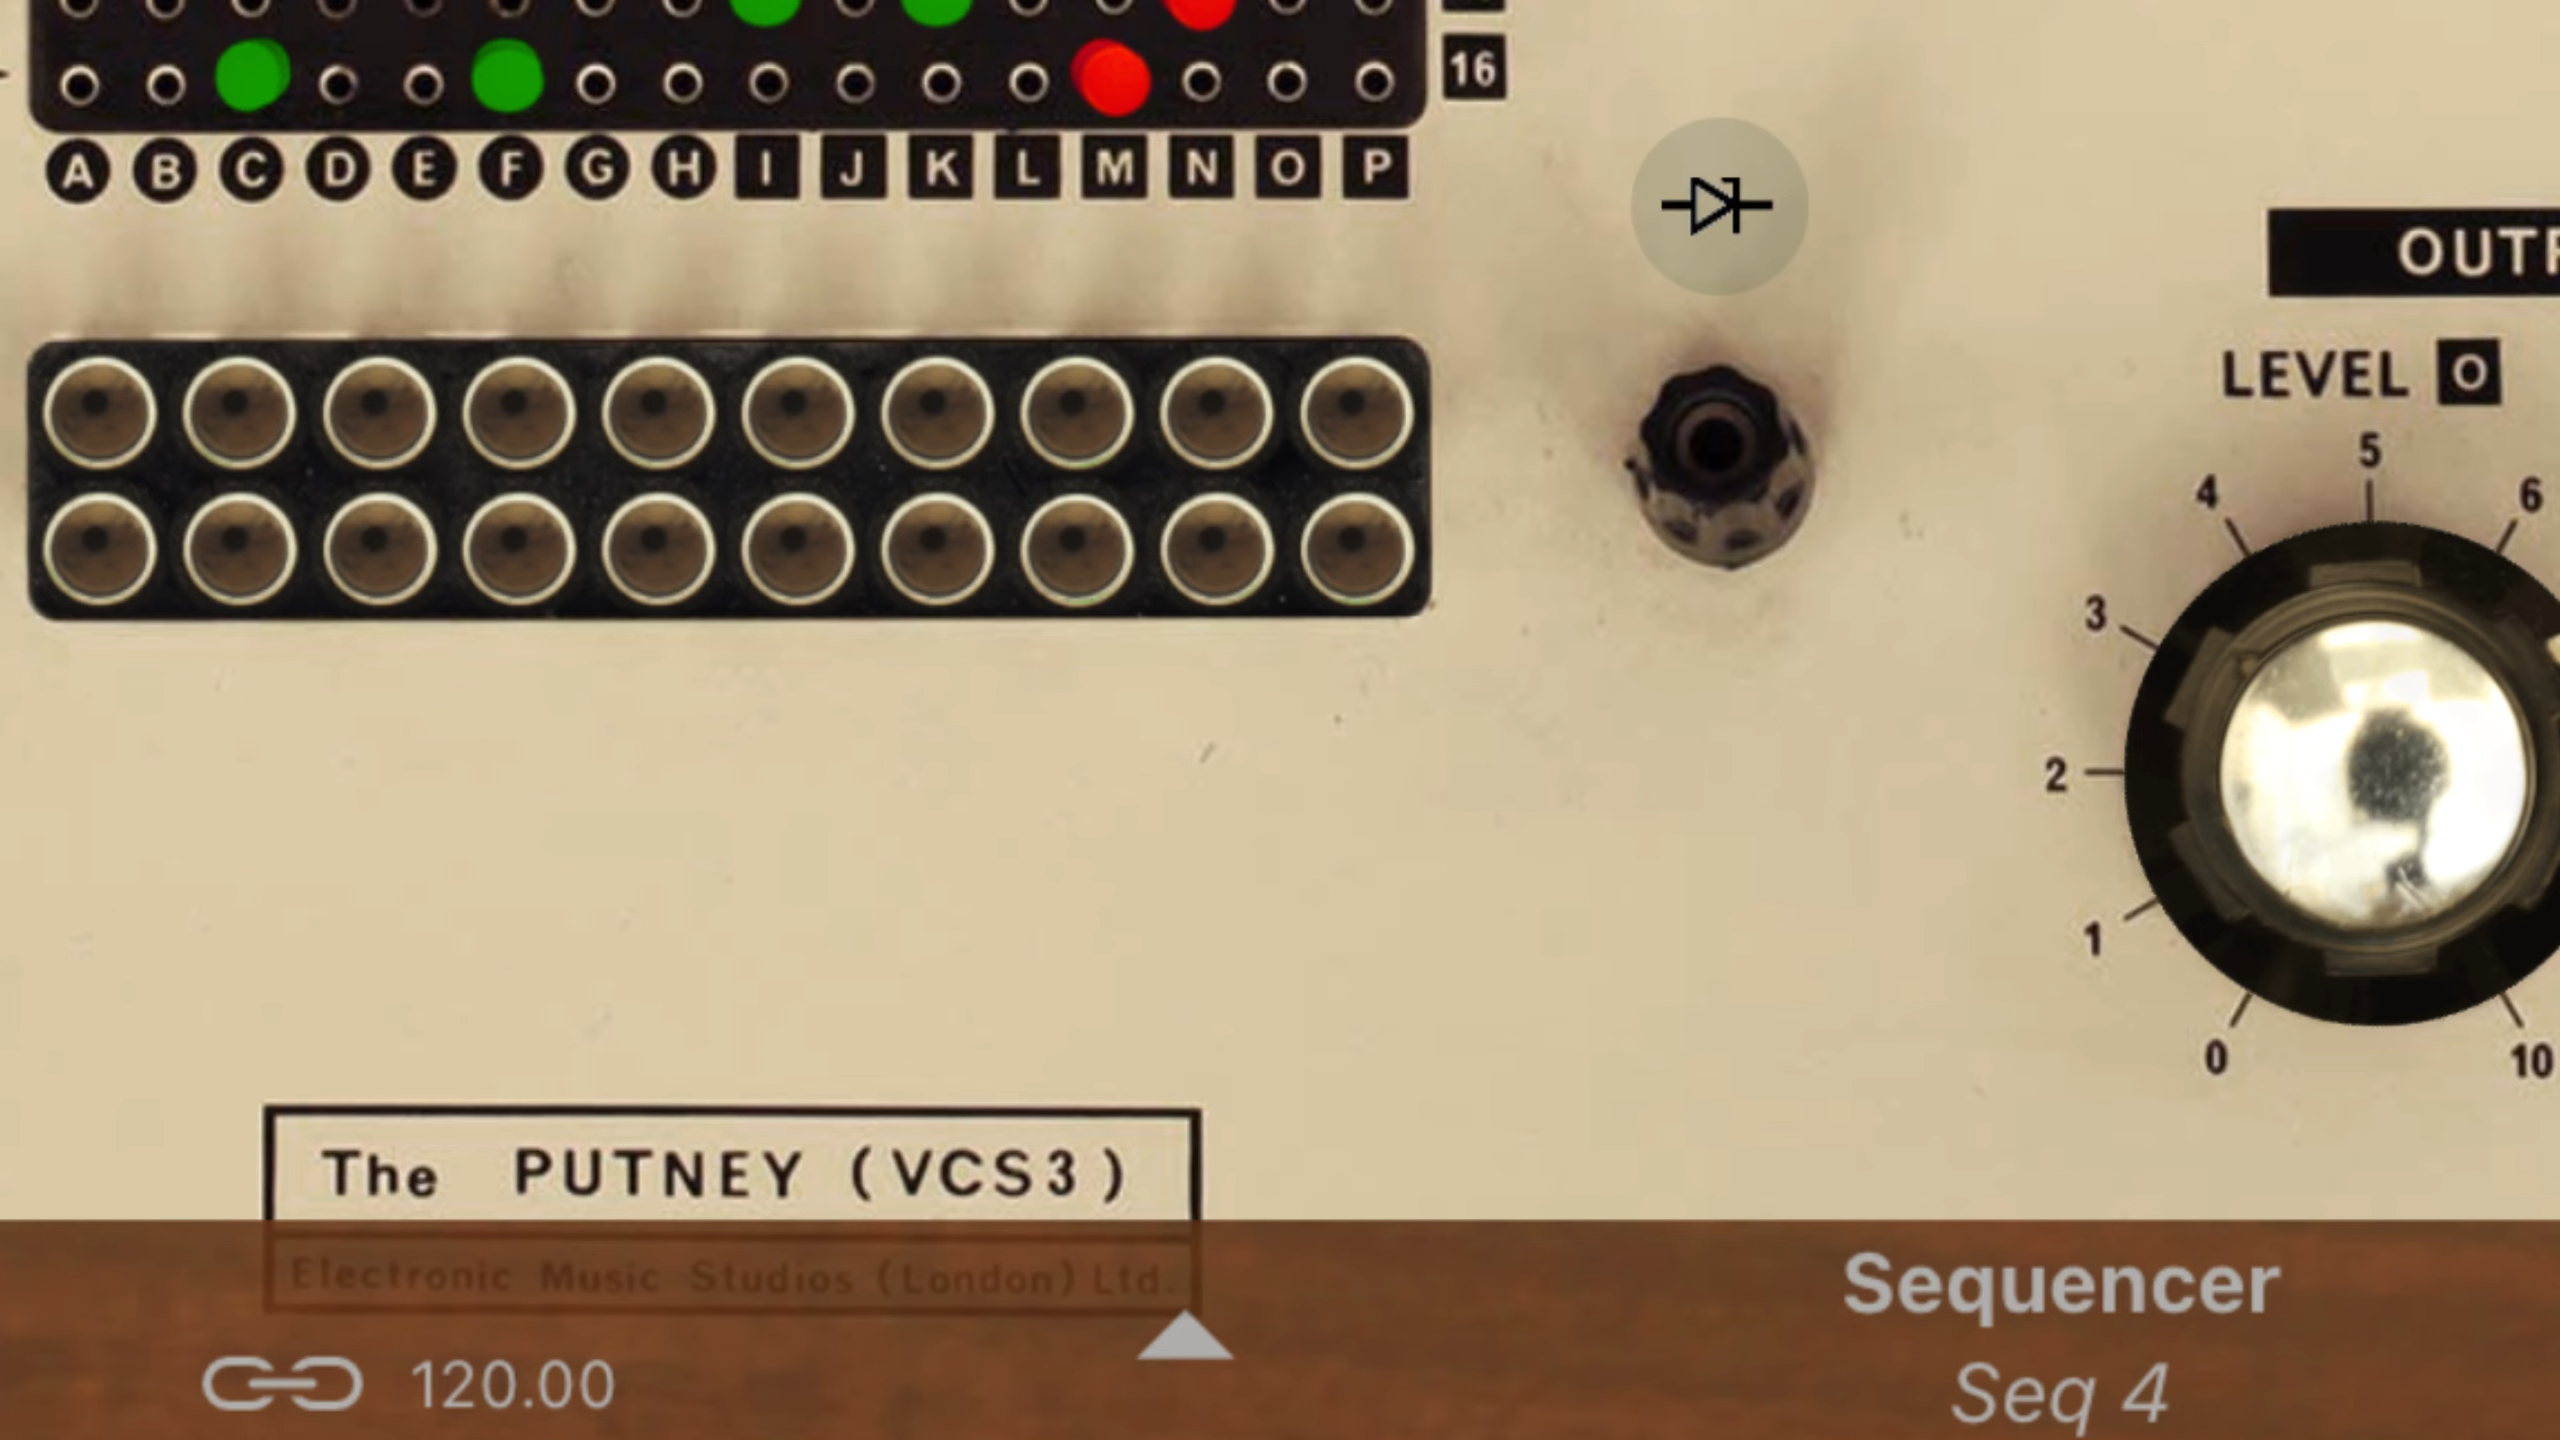 16
A B C D E F G H I J K L M N O P
LEVEL O
5
4 6
3
2
1
0 10
The PUTNEY (VCS3)
Electronic Music Studios (London) Ltd.
Sequencer
120.00
Seq 4